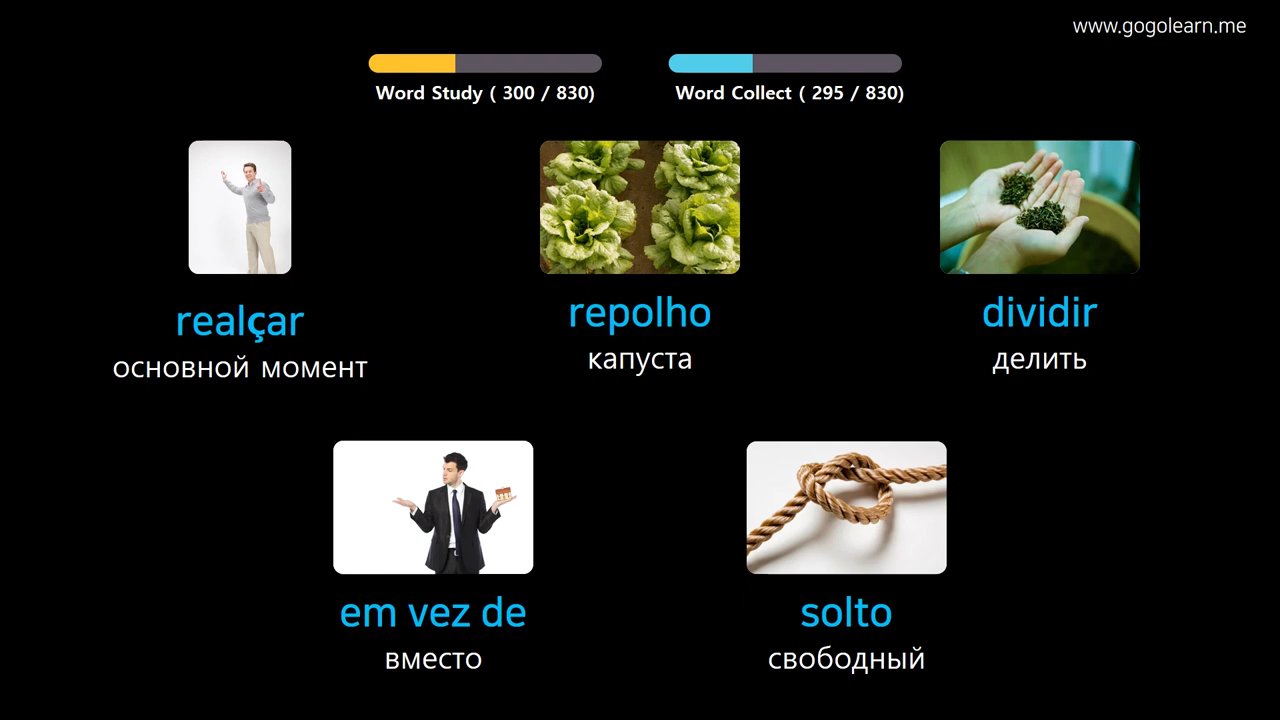 www.gogolearn.me
Word Study ( 300 / 830)
Word Collect ( 295 / 830)
realçar
основной момент
repolho
капуста
dividir
делить
em vez de
вместо
solto
свободный